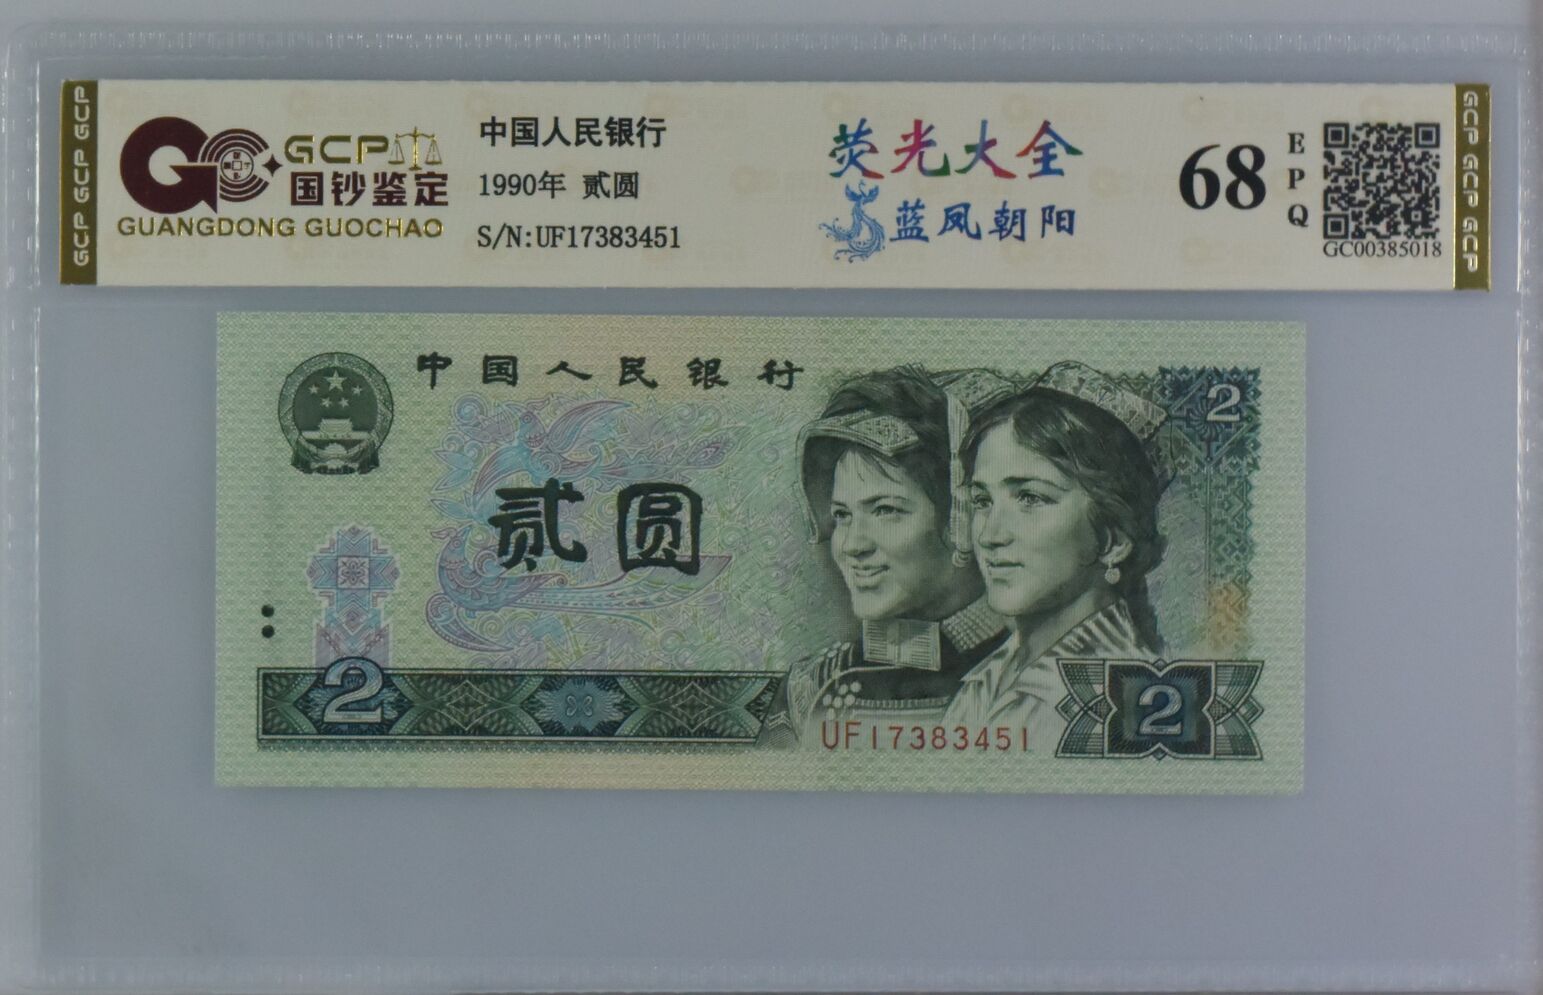 GCP GCP GCP
GCP
国钞鉴定
GUANGDONG GUOCHAO
中国人民银行
1990年 贰圆
S/N:UF17383451
荧光大全
蓝凤朝阳
68
EPQ
GC00385018
GCP GCP GCP
中国人民银行
2
贰圆
2
2
UF17383451